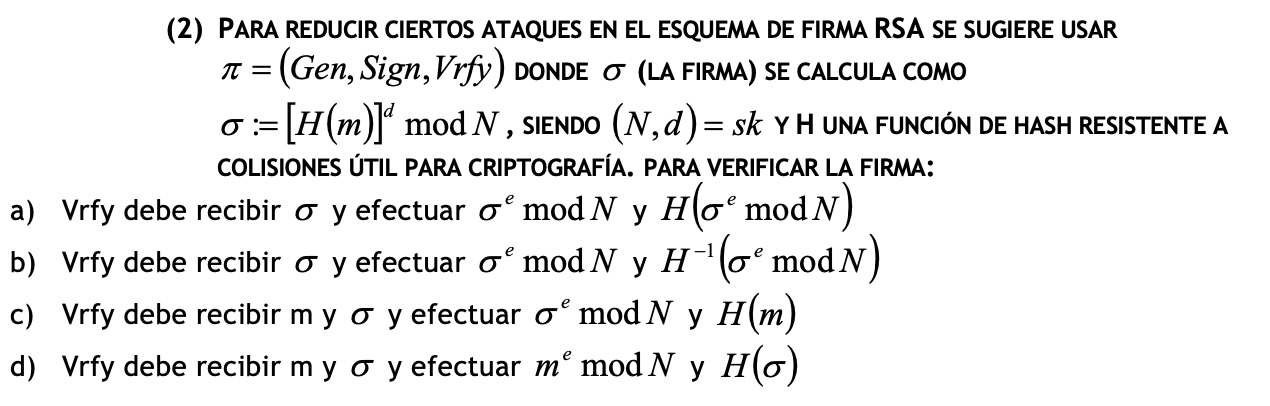 (2) PARA REDUCIR CIERTOS ATAQUES EN EL ESQUEMA DE FIRMA RSA SE SUGIERE USAR
π = (Gen, Sign, Vrfy) DONDE σ (LA FIRMA) SE CALCULA COMO
σ := [H(m)]^d mod N , SIENDO (N, d) = sk Y H UNA FUNCIÓN DE HASH RESISTENTE A
COLISIONES ÚTIL PARA CRIPTOGRAFÍA. PARA VERIFICAR LA FIRMA:
a) Vrfy debe recibir σ y efectuar σ^e mod N y H(σ^e mod N)
b) Vrfy debe recibir σ y efectuar σ^e mod N y H^-1(σ^e mod N)
c) Vrfy debe recibir m y σ y efectuar σ^e mod N y H(m)
d) Vrfy debe recibir m y σ y efectuar m^e mod N y H(σ)